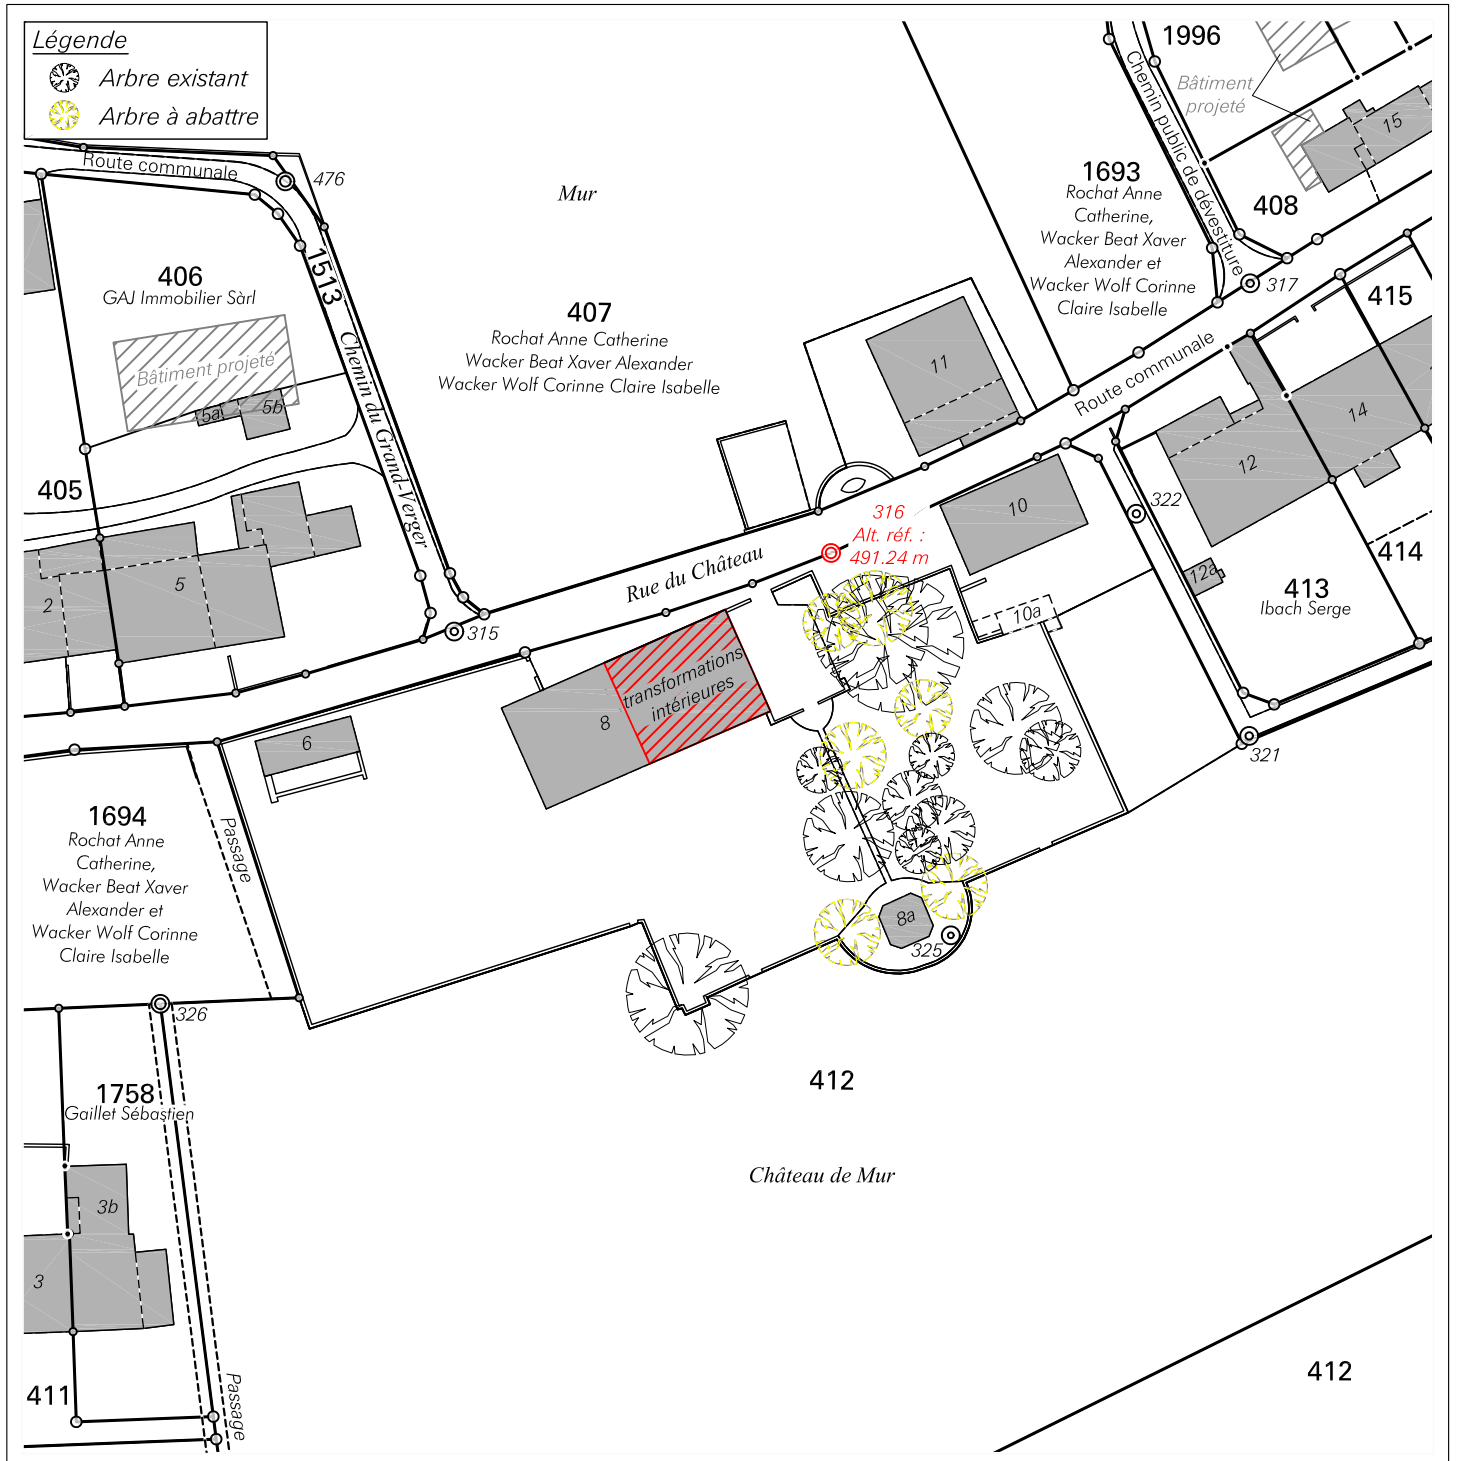 Légende
Arbre existant
Arbre à abattre
Route communale
476
Mur
1996
Bâtiment
projeté
15
Chemin public de dévestiture
1693
Rochat Anne
Catherine,
Wacker Beat Xaver
Alexander et
Wacker Wolf Corinne
Claire Isabelle
408
317
415
406
GAJ Immobilier Sàrl
1513
407
Rochat Anne Catherine
Wacker Beat Xaver Alexander
Wacker Wolf Corinne Claire Isabelle
Bâtiment projeté
5a
5b
Chemin du Grand-Verger
11
Route communale
14
12
405
322
10
316
Alt. réf. :
491.24 m
414
Rue du Château
12a
413
Ibach Serge
2
5
315
10a
transformations
intérieures
8
6
321
1694
Rochat Anne
Catherine,
Wacker Beat Xaver
Alexander et
Wacker Wolf Corinne
Claire Isabelle
Passage
8a
325
326
412
1758
Gaillet Sébastien
Château de Mur
3b
3
411
Passage
412